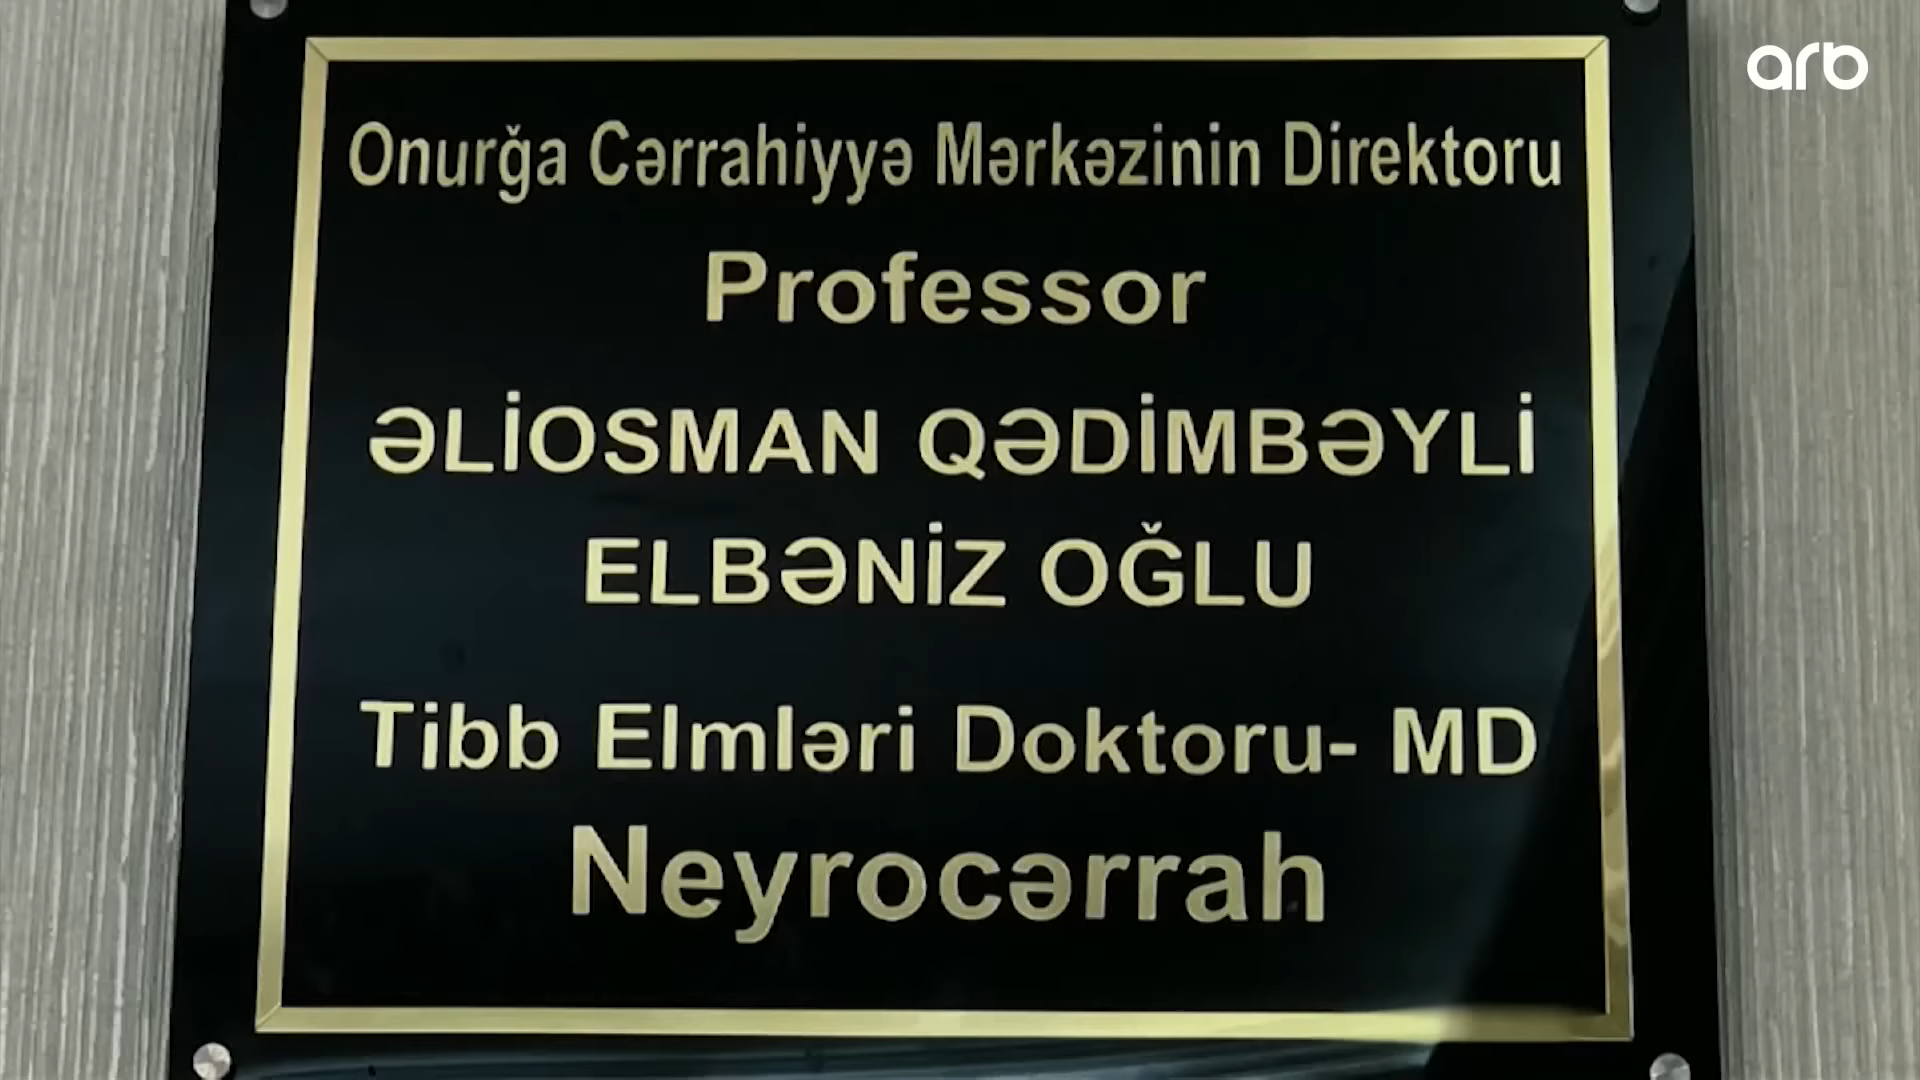 arb
Onurğa Cərrahiyyə Mərkəzinin Direktoru
Professor
ƏLİOSMAN QƏDİMBƏYLİ
ELBƏNİZ OĞLU
Tibb Elmləri Doktoru- MD
Neyrocərrah